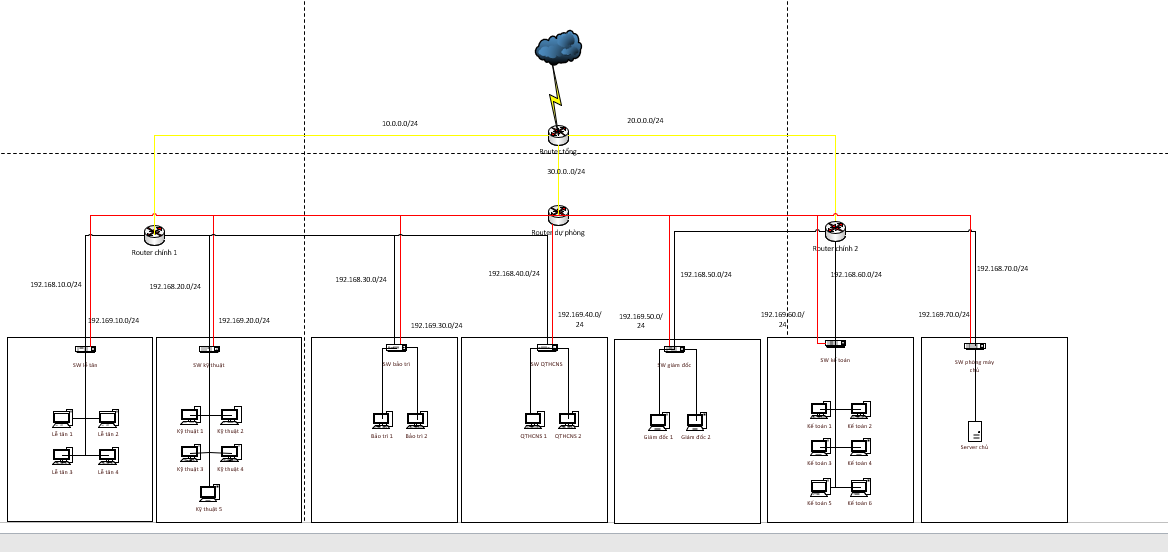 10.0.0.0/24
20.0.0.0/24
Router tổng
30.0.0..0/24
Router dự phòng
Router chính 1
Router chính 2
192.168.10.0/24
192.168.20.0/24
192.168.30.0/24
192.168.40.0/24
192.168.50.0/24
192.168.60.0/24
192.168.70.0/24
192.169.10.0/24
192.169.20.0/24
192.169.30.0/24
192.169.40.0/
24
192.169.50.0/
24
192.169.60.0/
24
192.169.70.0/24
SW lễ tân
SW kỹ thuật
SW bảo trì
SW QTHCNS
SW giám đốc
SW kế toán
SW phòng máy
chủ
Lễ tân 1
Lễ tân 2
Lễ tân 3
Lễ tân 4
Kỹ thuật 1
Kỹ thuật 2
Kỹ thuật 3
Kỹ thuật 4
Kỹ thuật 5
Bảo trì 1
Bảo trì 2
QTHCNS 1
QTHCNS 2
Giám đốc 1
Giám đốc 2
Kế toán 1
Kế toán 2
Kế toán 3
Kế toán 4
Kế toán 5
Kế toán 6
Server chủ